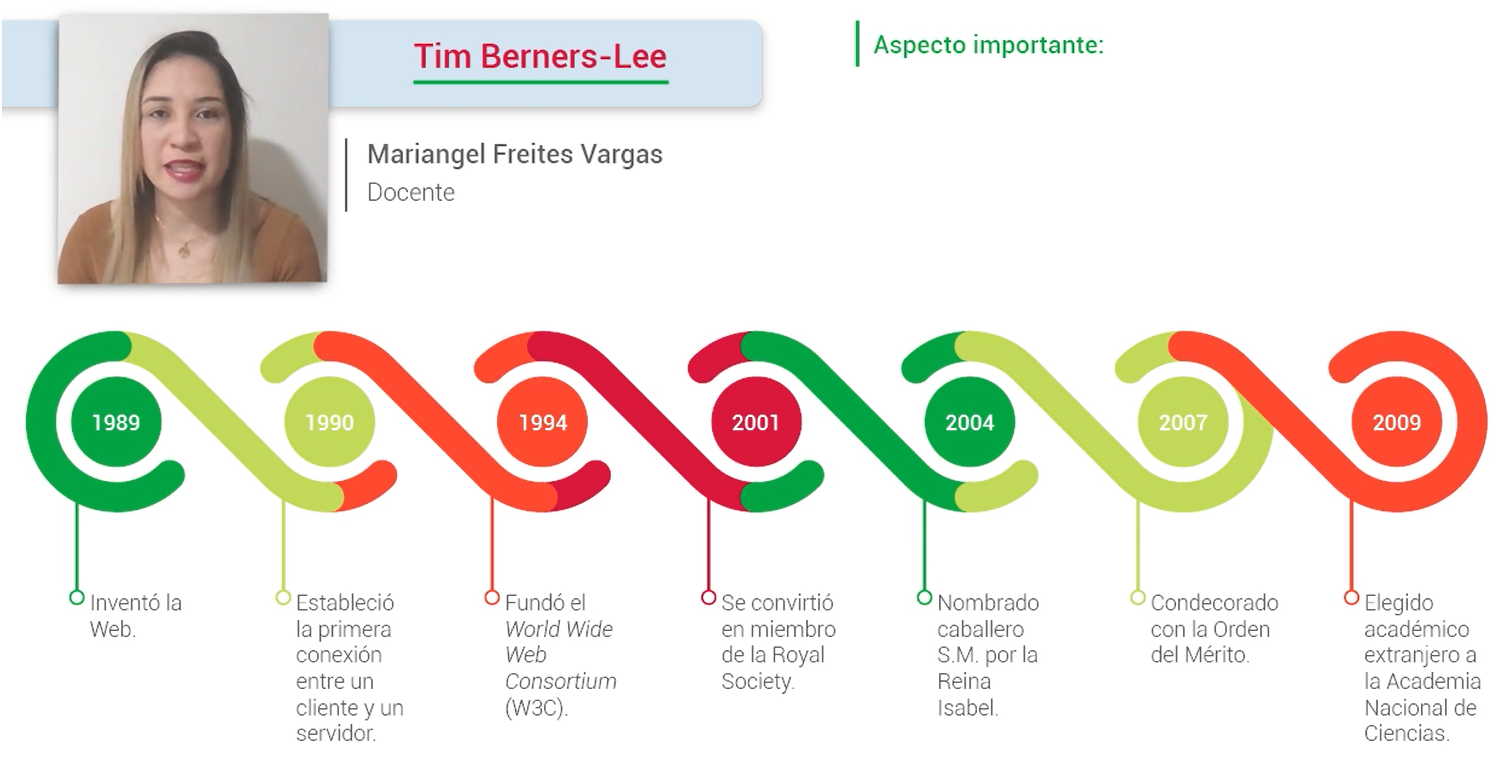 Tim Berners-Lee
Aspecto importante:
Mariangel Freites Vargas
Docente
1989
1990
1994
2001
2004
2007
2009
Inventó la
Web.
Estableció
la primera
conexión
entre un
cliente y un
servidor.
Fundó el
World Wide
Web
Consortium
(W3C).
Se convirtió
en miembro
de la Royal
Society.
Nombrado
caballero
S.M. por la
Reina
Isabel.
Condecorado
con la Orden
del Mérito.
Elegido
académico
extranjero a
la Academia
Nacional de
Ciencias.